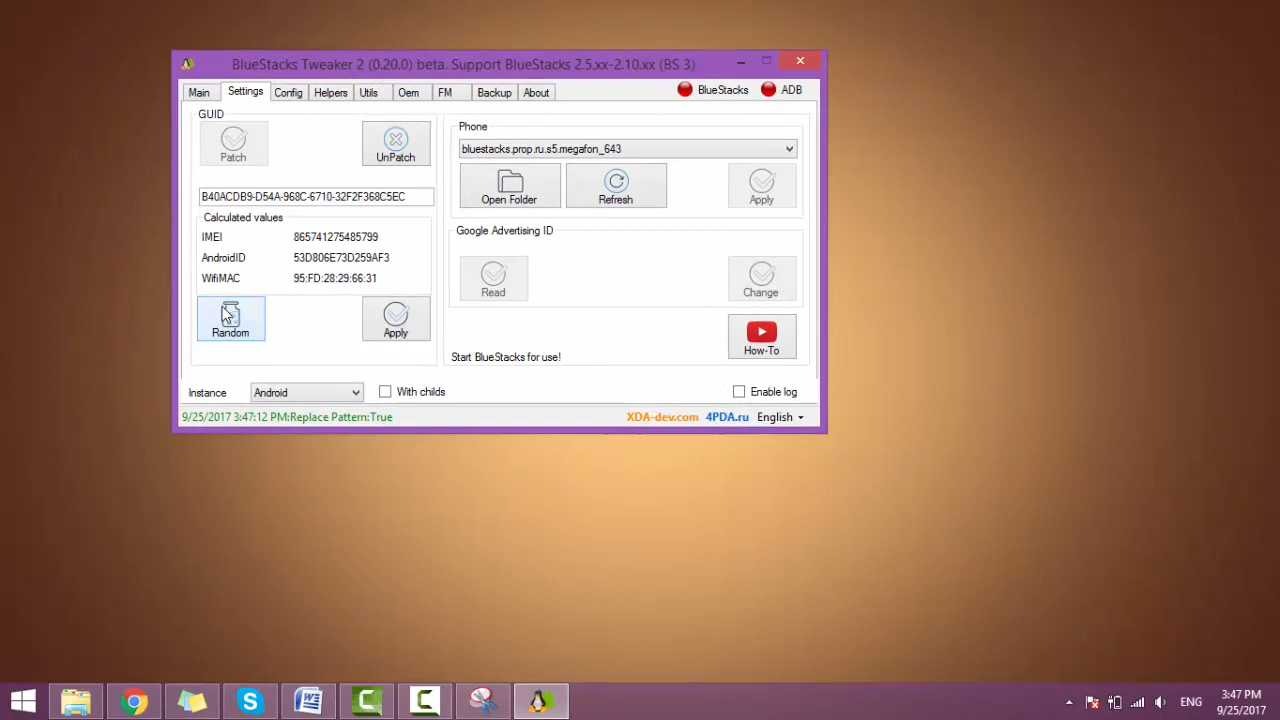 BlueStacks Tweaker 2 (0.20.0) beta. Support BlueStacks 2.5.xx-2.10.xx (BS 3)
Main Settings Config Helpers Utils Oem FM Backup About
BlueStacks ADB
GUID
Patch
UnPatch
B40ACDB9-D54A-968C-6710-32F2F368C5EC
Calculated values
IMEI 865741275485799
AndroidID 53D806E73D259AF3
WifiMAC 95:FD:28:29:66:31
Random
Apply
Phone
bluestacks.prop.ru.s5.megafon_643
Open Folder
Refresh
Apply
Google Advertising ID
Read
Change
How-To
Start BlueStacks for use!
Instance Android With childs Enable log
9/25/2017 3:47:12 PM:Replace Pattern:True XDA-dev.com 4PDA.ru English
ENG
3:47 PM
9/25/2017